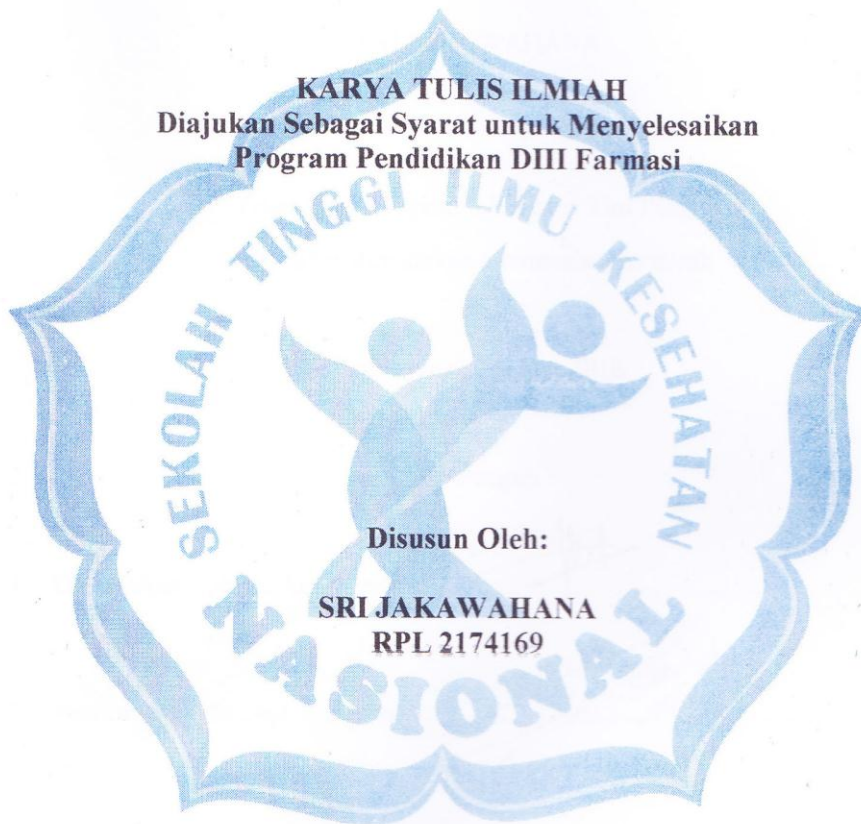 KARYA TULIS ILMIAH
Diajukan Sebagai Syarat untuk Menyelesaikan
Program Pendidikan DIII Farmasi
SEKOLAH TINGGI ILMU KESEHATAN
NASIONAL
Disusun Oleh:
SRI JAKAWAHANA
RPL 2174169